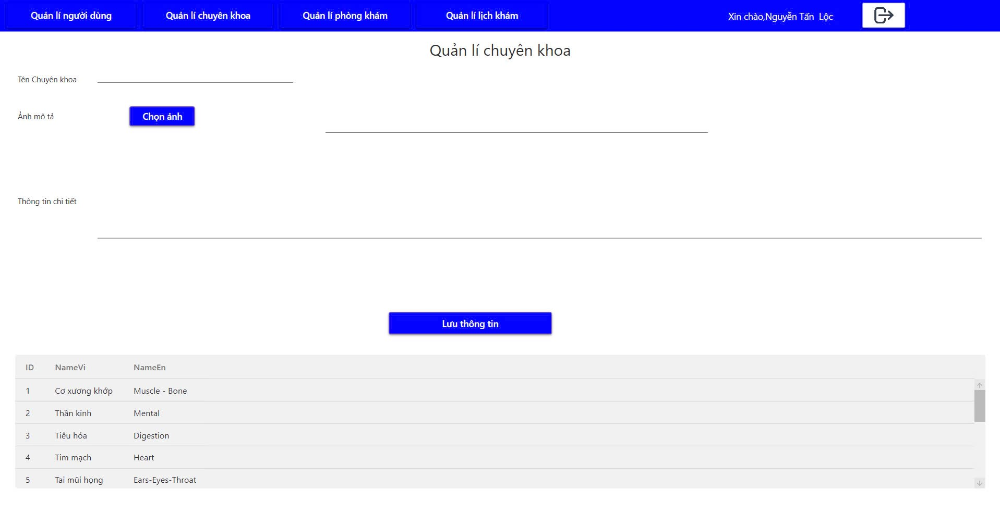 Quản lí người dùng Quản lí chuyên khoa Quản lí phòng khám Quản lí lịch khám Xin chào,Nguyễn Tấn Lộc
Quản lí chuyên khoa
Tên Chuyên khoa
Ảnh mô tả Chọn ảnh
Thông tin chi tiết
Lưu thông tin
ID NameVi NameEn
1 Cơ xương khớp Muscle - Bone
2 Thần kinh Mental
3 Tiêu hóa Digestion
4 Tim mạch Heart
5 Tai mũi họng Ears-Eyes-Throat